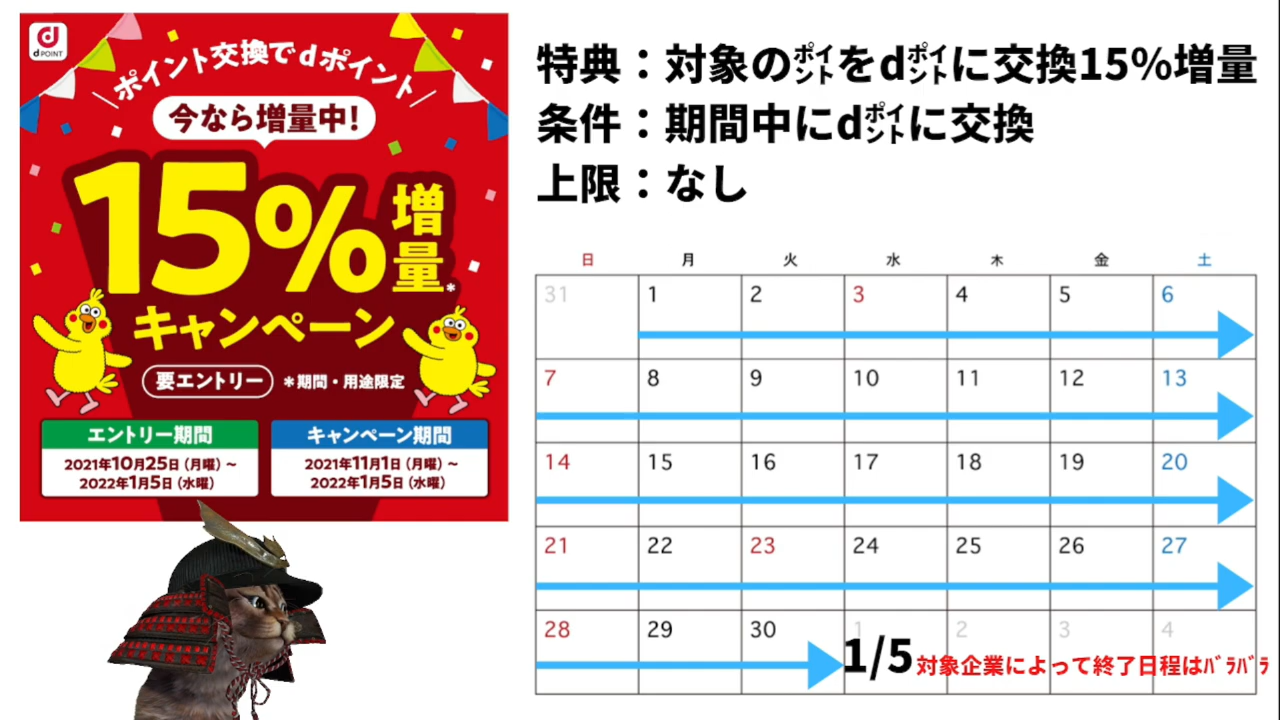 d POINT
ポイント交換でdポイント
今なら増量中!
15%増量*
キャンペーン
要エントリー *期間・用途限定
エントリー期間
2021年10月25日(月曜)~
2022年1月5日(水曜)
キャンペーン期間
2021年11月1日(月曜)~
2022年1月5日(水曜)
特典:対象の㌽をd㌽に交換15%増量
条件:期間中にd㌽に交換
上限:なし
日 月 火 水 木 金 土
31 1 2 3 4 5 6
7 8 9 10 11 12 13
14 15 16 17 18 19 20
21 22 23 24 25 26 27
28 29 30 1 2 3 4
1/5 対象企業によって終了日程はバラバラ